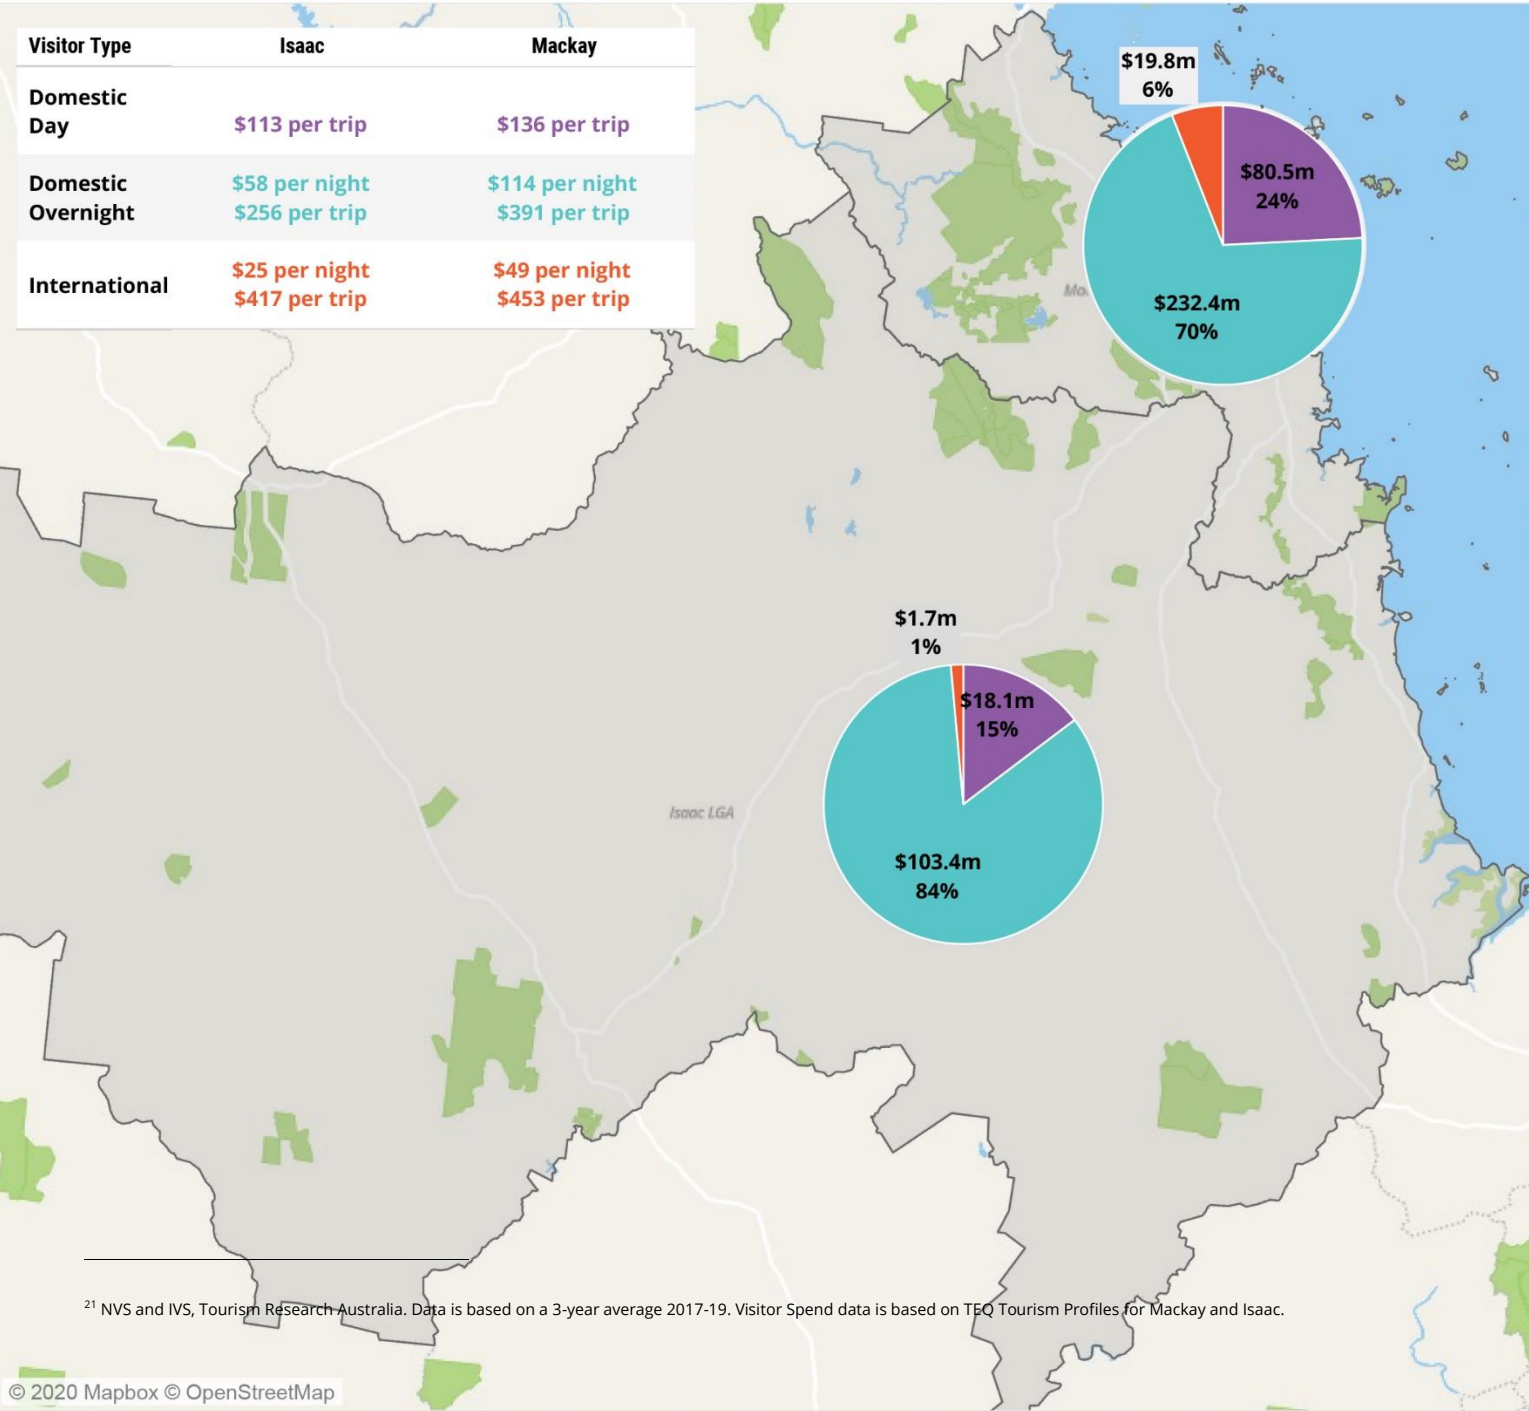 Visitor Type Isaac Mackay
Domestic
Day $113 per trip $136 per trip
Domestic $58 per night $114 per night
Overnight $256 per trip $391 per trip
International $25 per night $49 per night
$417 per trip $453 per trip
$19.8m
6%
$80.5m
24%
$232.4m
70%
$1.7m
1%
$18.1m
15%
Isaac LGA
$103.4m
84%
21 NVS and IVS, Tourism Research Australia. Data is based on a 3-year average 2017-19. Visitor Spend data is based on TEQ Tourism Profiles for Mackay and Isaac.
© 2020 Mapbox © OpenStreetMap